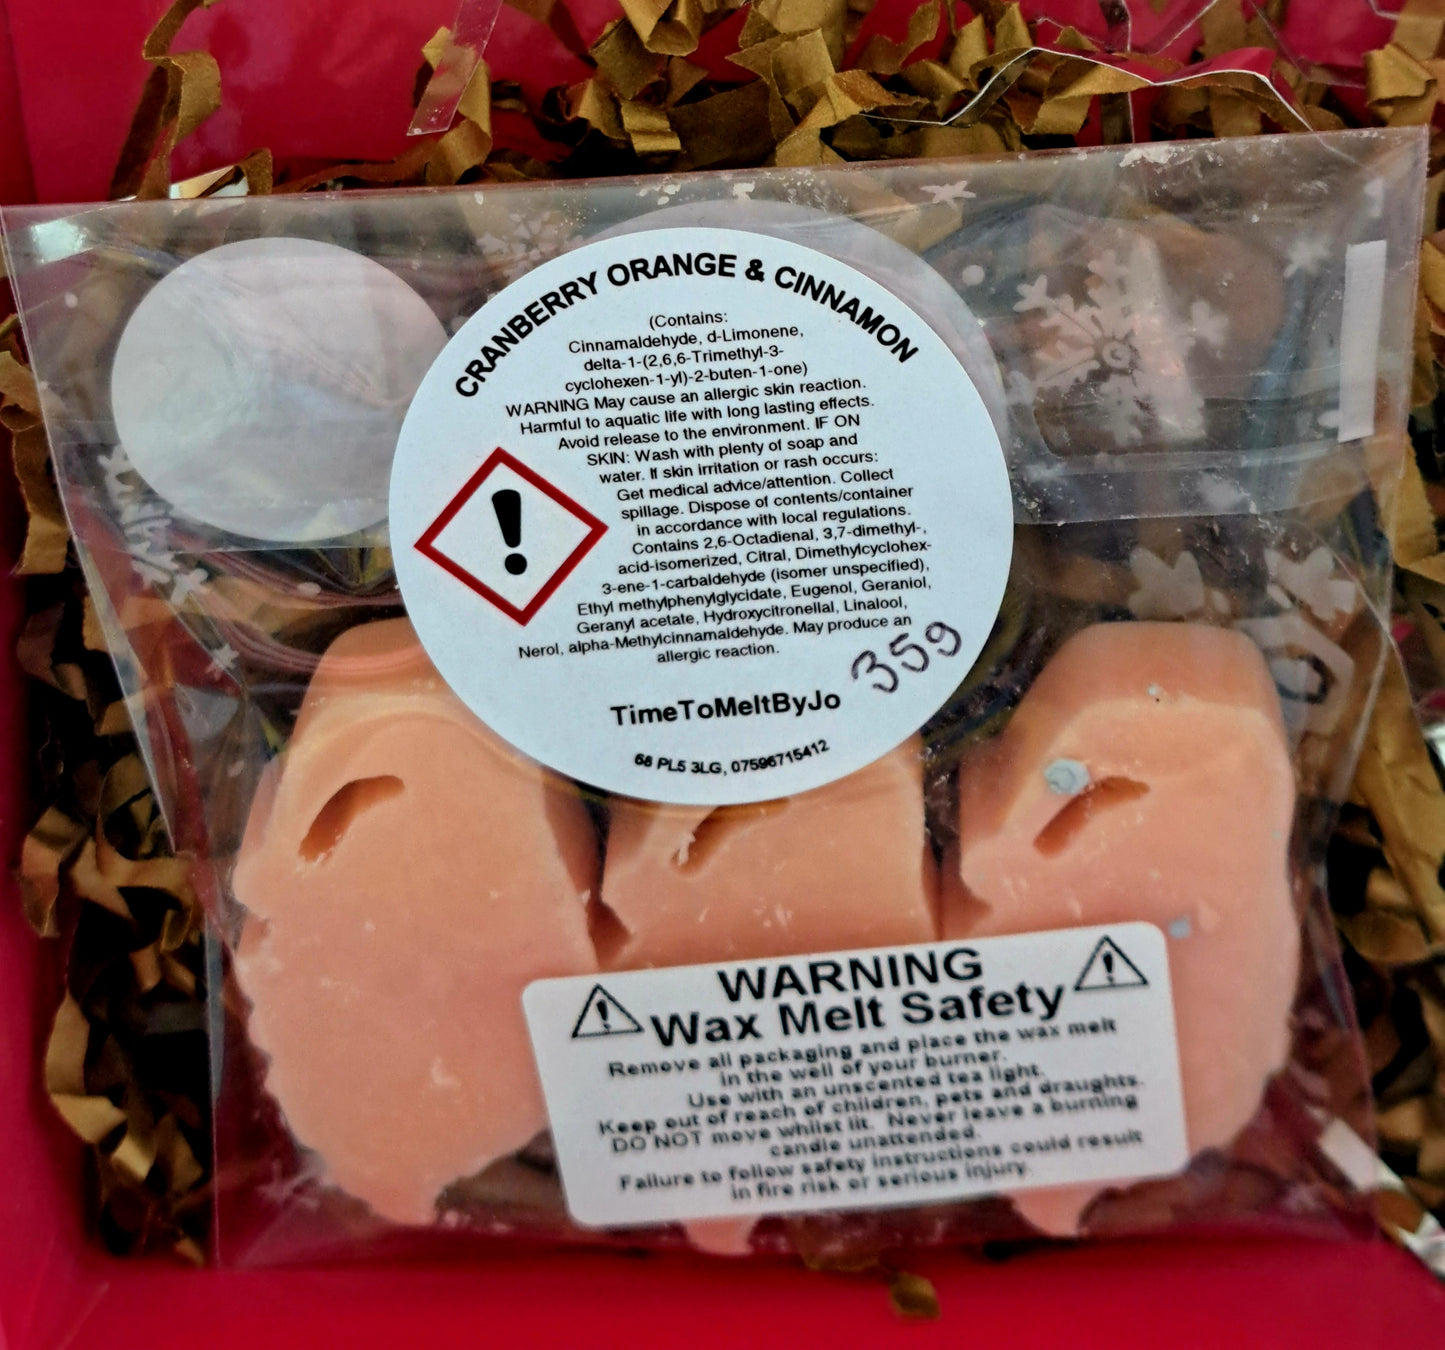 CRANBERRY ORANGE & CINNAMON
(Contains:
Cinnamaldehyde, d-Limonene,
delta-1-(2,6,6-Trimethyl-3-
cyclohexen-1-yl)-2-buten-1-one)
WARNING May cause an allergic skin reaction.
Harmful to aquatic life with long lasting effects.
Avoid release to the environment. IF ON
SKIN: Wash with plenty of soap and
water. If skin irritation or rash occurs:
Get medical advice/attention. Collect
spillage. Dispose of contents/container
in accordance with local regulations.
Contains 2,6-Octadienal, 3,7-dimethyl-,
acid-isomerized, Citral, Dimethylcyclohex-
3-ene-1-carbaldehyde (isomer unspecified),
Ethyl methylphenylglycidate, Eugenol, Geraniol,
Geranyl acetate, Hydroxycitronellal, Linalool,
Nerol, alpha-Methylcinnamaldehyde. May produce an
allergic reaction.
35g
TimeToMeltByJo
68 PL5 3LG, 07596715412
WARNING
Wax Melt Safety
Remove all packaging and place the wax melt
in the well of your burner.
Use with an unscented tea light.
Keep out of reach of children, pets and draughts.
DO NOT move whilst lit. Never leave a burning
candle unattended.
Failure to follow safety instructions could result
in fire risk or serious injury.